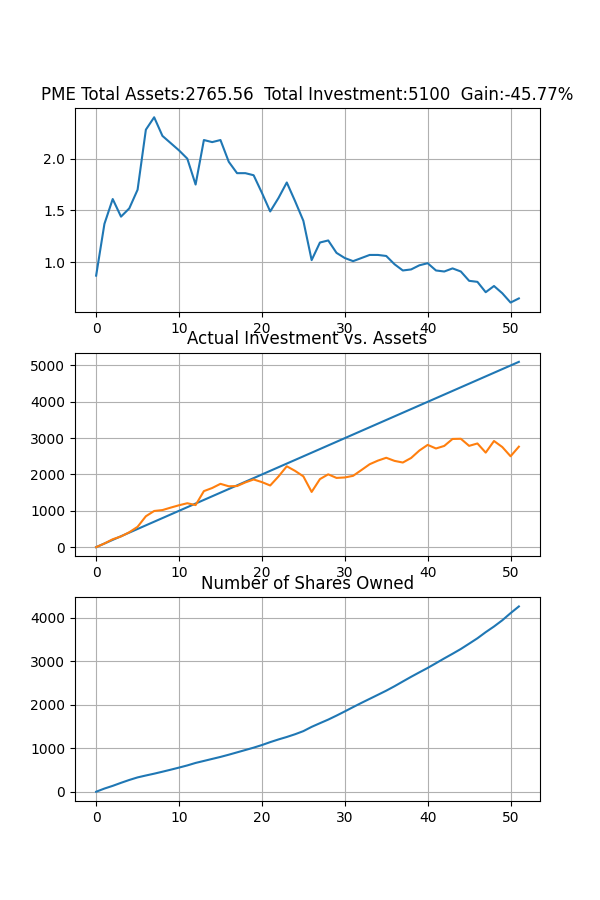 PME Total Assets:2765.56  Total Investment:5100  Gain:-45.77%
2.0
1.5
1.0
0 10 20 30 40 50
Actual Investment vs. Assets
5000
4000
3000
2000
1000
0
0 10 20 30 40 50
Number of Shares Owned
4000
3000
2000
1000
0
0 10 20 30 40 50